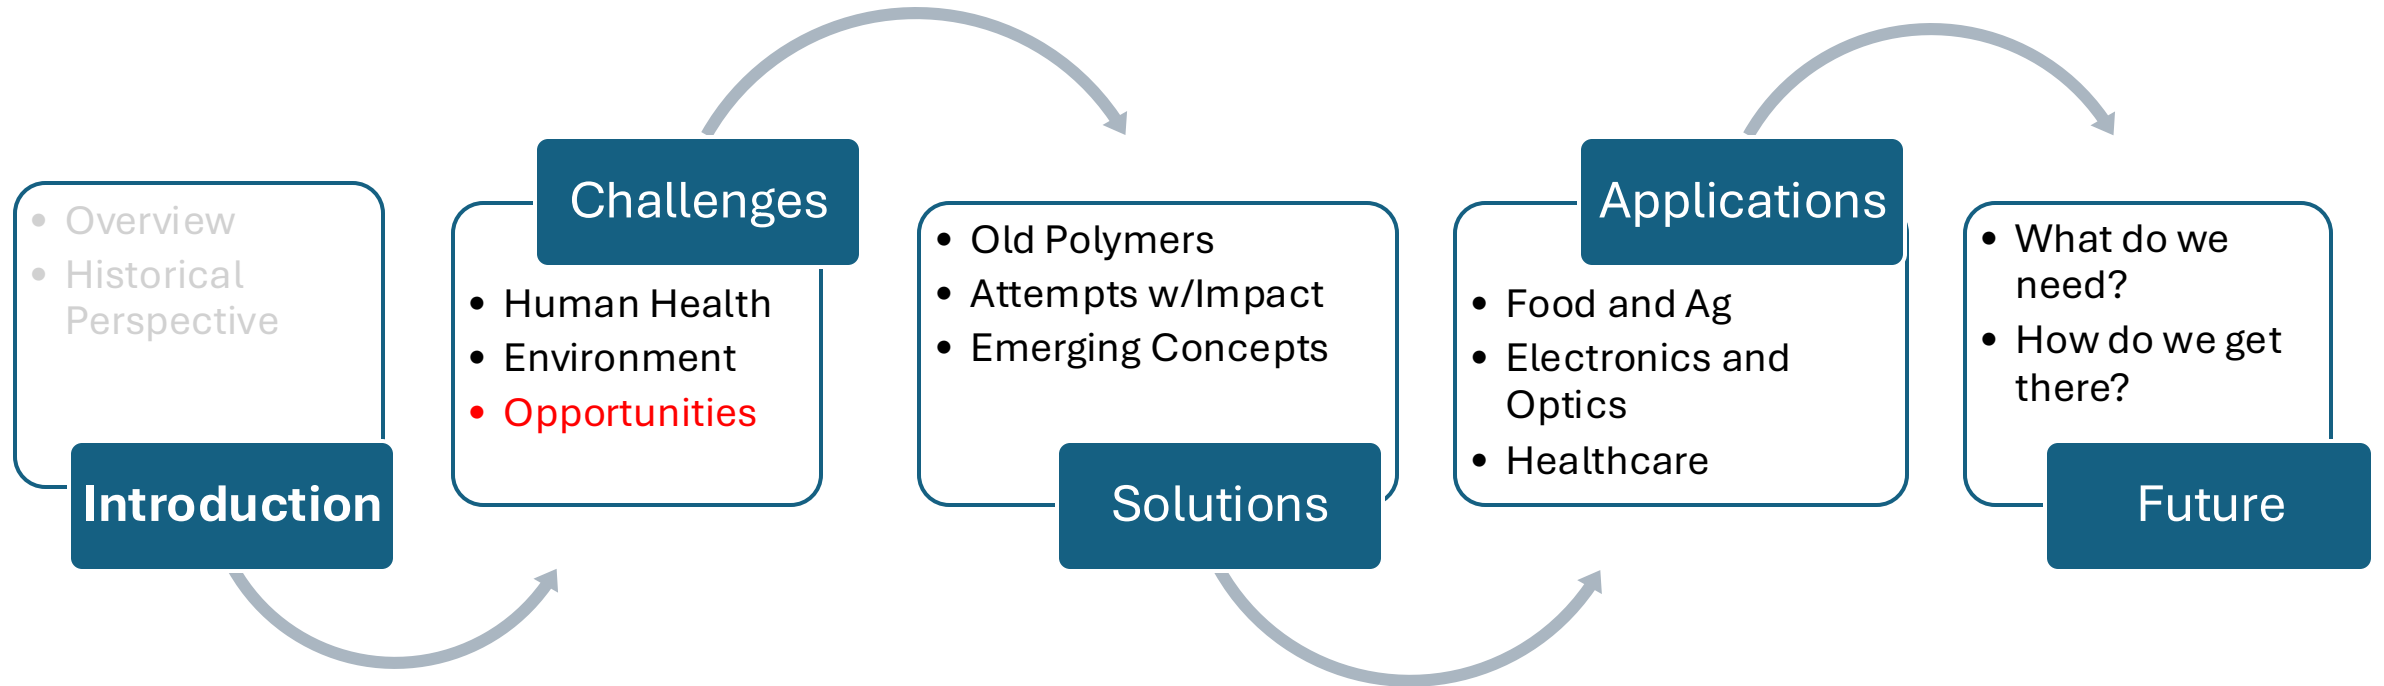 • Overview
• Historical
Perspective
Introduction
Challenges
• Human Health
• Environment
• Opportunities
• Old Polymers
• Attempts w/Impact
• Emerging Concepts
Solutions
Applications
• Food and Ag
• Electronics and
Optics
• Healthcare
• What do we
need?
• How do we get
there?
Future